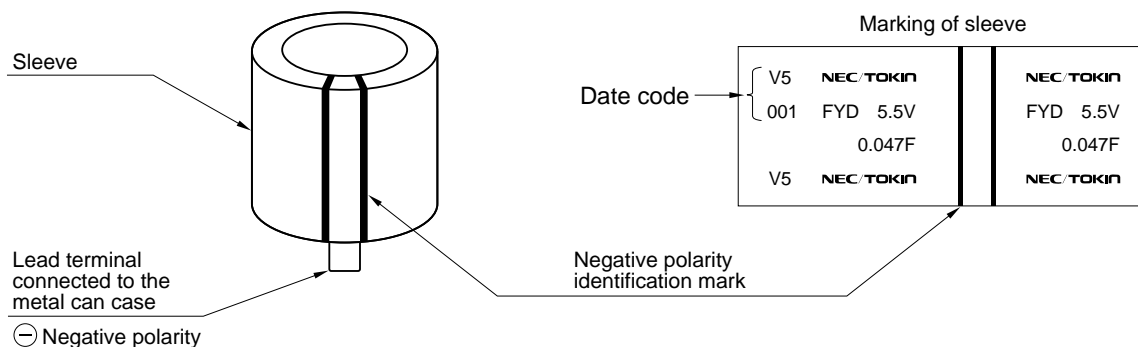 Sleeve
Lead terminal
connected to the
metal can case
⊖ Negative polarity
Negative polarity
identification mark
Marking of sleeve
Date code
V5 NEC/TOKIN NEC/TOKIN
001 FYD 5.5V FYD 5.5V
0.047F 0.047F
V5 NEC/TOKIN NEC/TOKIN